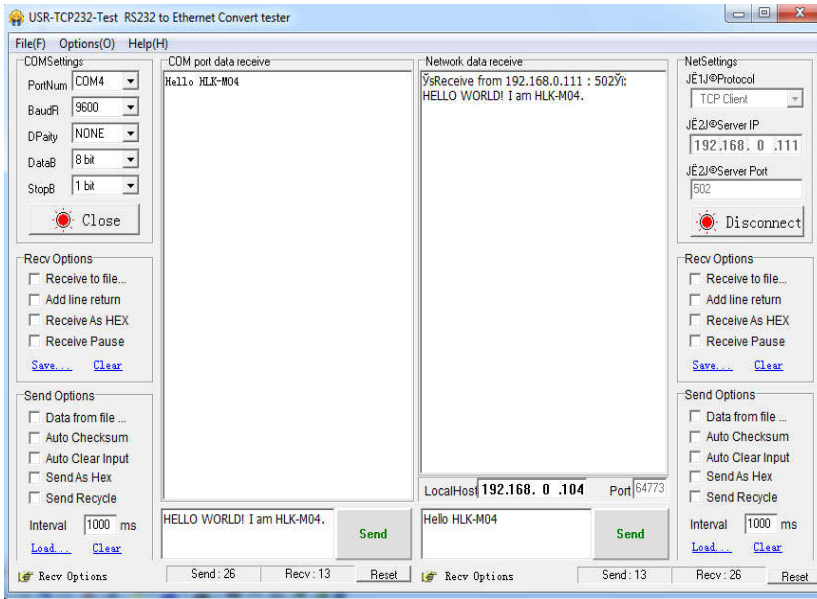 USR-TCP232-Test RS232 to Ethernet Convert tester
File(F) Options(O) Help(H)
COMSettings
PortNum COM4
BaudR 9600
DPaity NONE
DataB 8 bit
StopB 1 bit
Close
Recv Options
Receive to file...
Add line return
Receive As HEX
Receive Pause
Save... Clear
Send Options
Data from file ...
Auto Checksum
Auto Clear Input
Send As Hex
Send Recycle
Interval 1000 ms
Load... Clear
COM port data receive
Hello HLK-M04
HELLO WORLD! I am HLK-M04.
Send
Network data receive
ЎsReceive from 192.168.0.111 : 502Ўї:
HELLO WORLD! I am HLK-M04.
LocalHost 192.168. 0 .104 Port 64773
Hello HLK-M04
Send
NetSettings
JË1J®Protocol
TCP Client
JË2J®Server IP
192.168. 0 .111
JË2J®Server Port
502
Disconnect
Recv Options
Receive to file...
Add line return
Receive As HEX
Receive Pause
Save... Clear
Send Options
Data from file ...
Auto Checksum
Auto Clear Input
Send As Hex
Send Recycle
Interval 1000 ms
Load... Clear
Recv Options Send : 26 Recv : 13 Reset
Recv Options Send : 13 Recv : 26 Reset